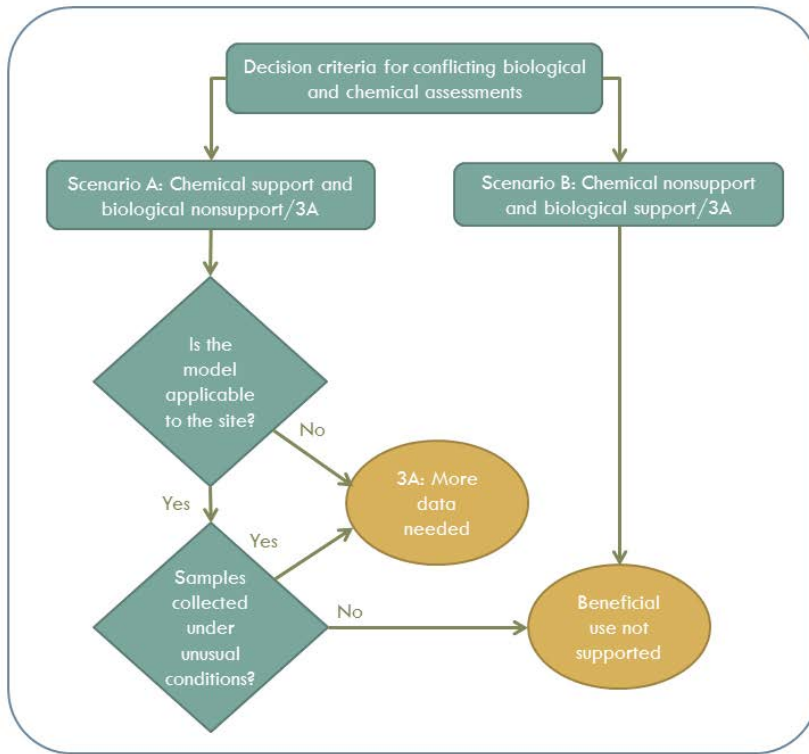 Decision criteria for conflicting biological
and chemical assessments
Scenario A: Chemical support and
biological nonsupport/3A
Scenario B: Chemical nonsupport
and biological support/3A
Is the
model
applicable
to the site?
No
3A: More
data
needed
Yes
Yes
Samples
collected
under
unusual
conditions?
No
Beneficial
use not
supported